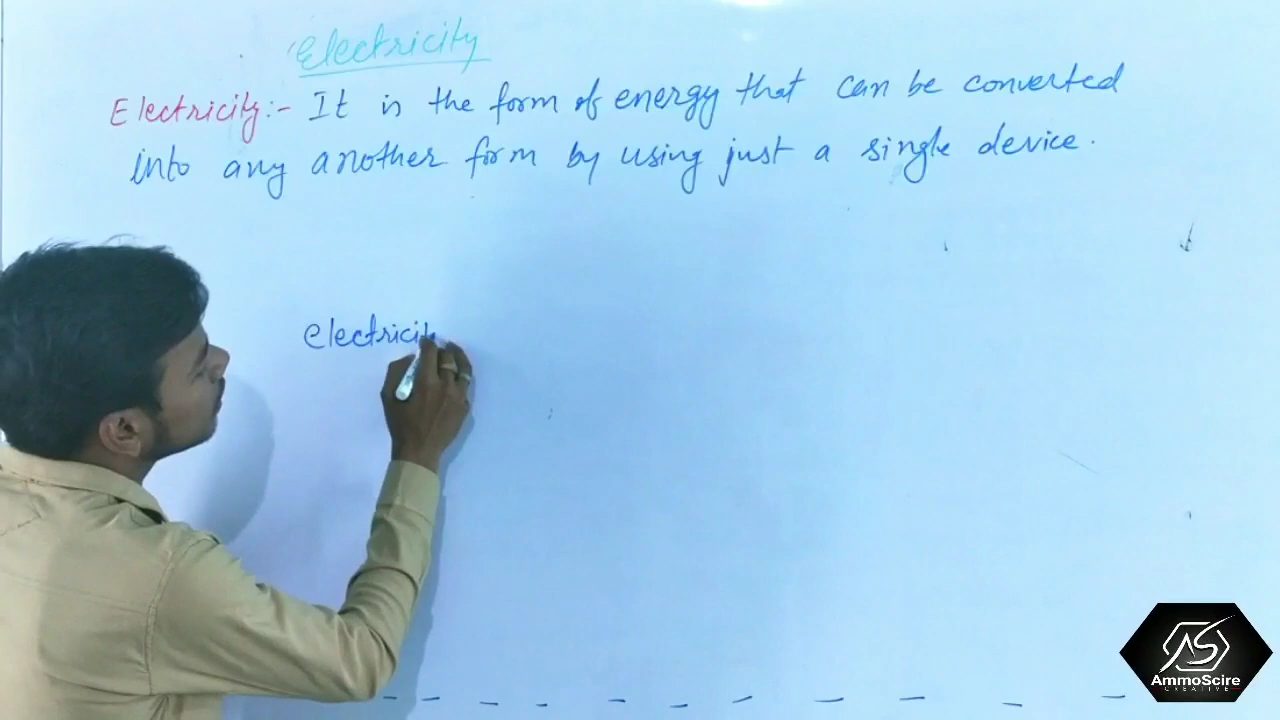 Electricity
Electricity:- It is the form of energy that can be converted
into any another form by using just a single device.
electricity
AS
AmmoScire
CREATIVE